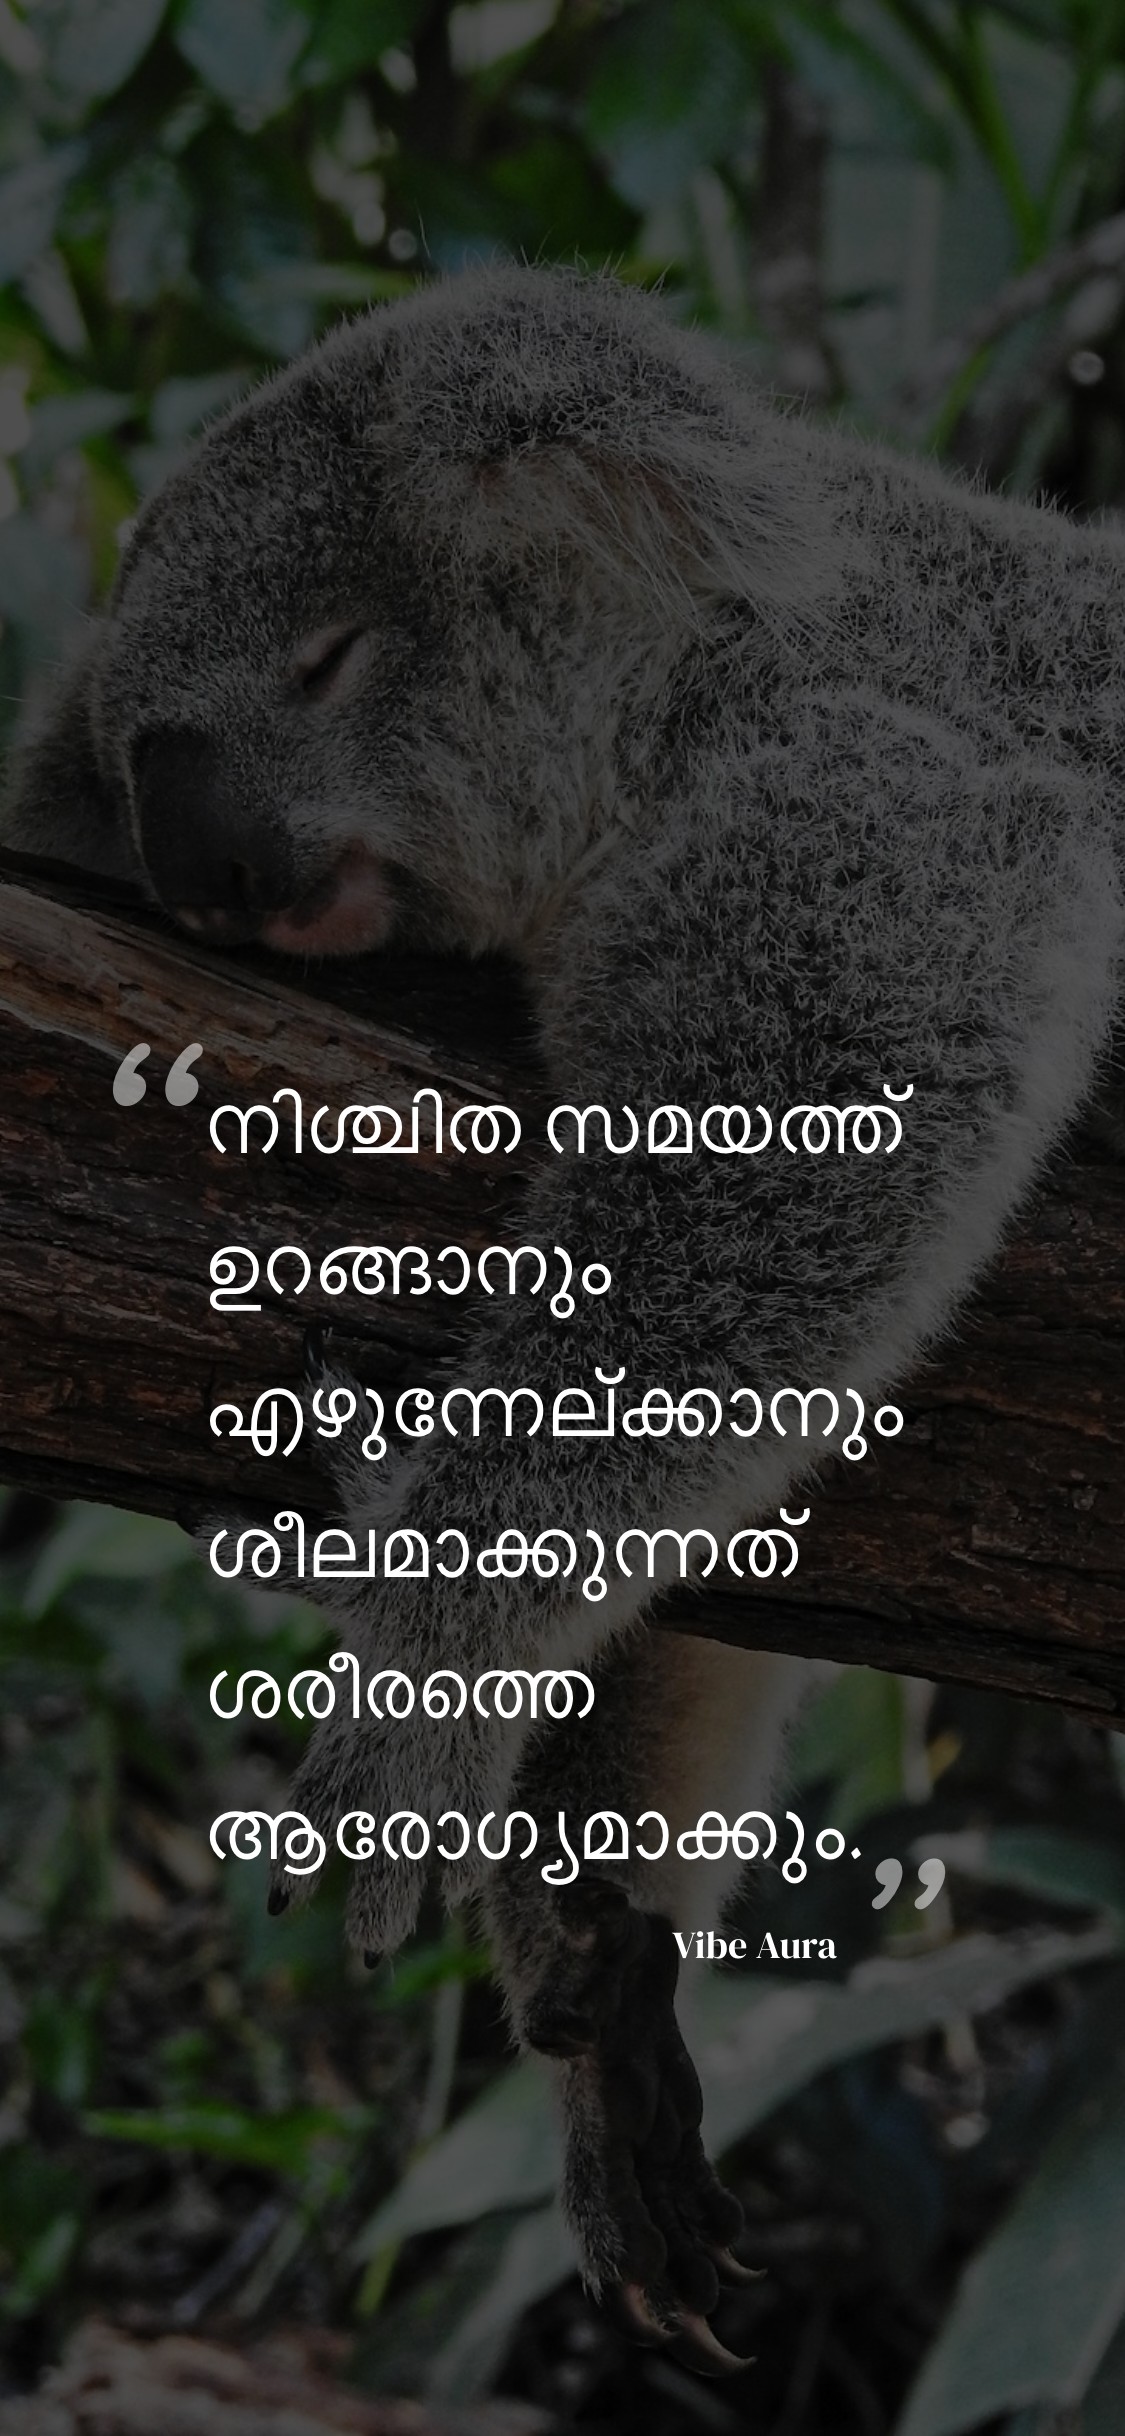 “നിശ്ചിത സമയത്ത്
ഉറങ്ങാനും
എഴുന്നേല്ക്കാനും
ശീലമാക്കുന്നത്
ശരീരത്തെ
ആരോഗ്യമാക്കും.”
Vibe Aura